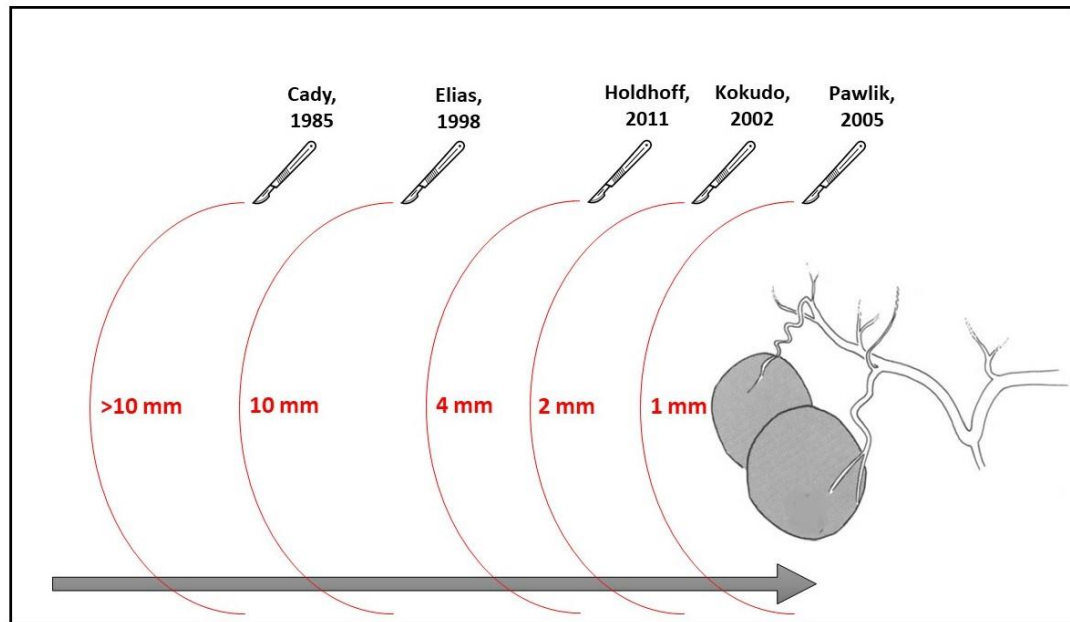 Cady,
1985
Elias,
1998
Holdhoff,
2011
Kokudo,
2002
Pawlik,
2005
>10 mm
10 mm
4 mm
2 mm
1 mm